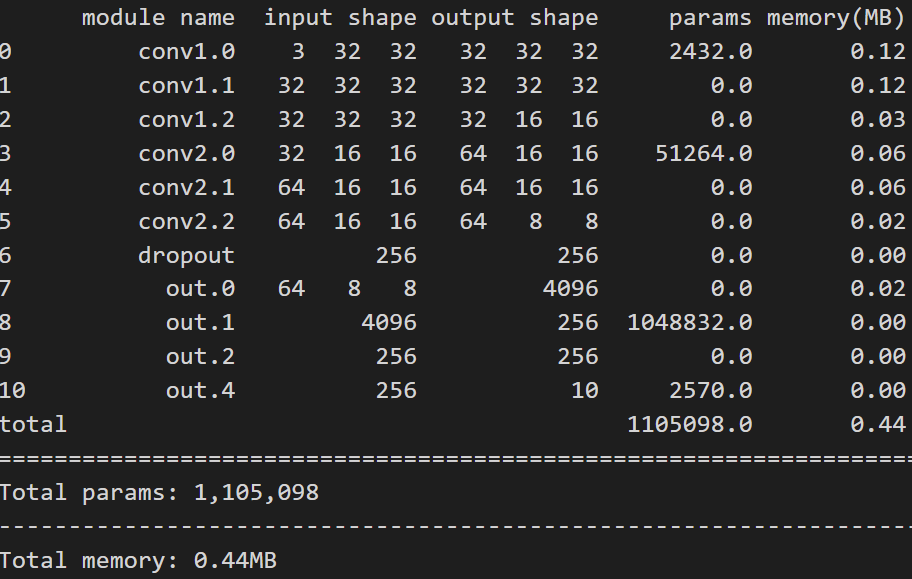 module name  input shape output shape     params memory(MB)
0         conv1.0    3  32  32   32  32  32     2432.0       0.12
1         conv1.1   32  32  32   32  32  32        0.0       0.12
2         conv1.2   32  32  32   32  16  16        0.0       0.03
3         conv2.0   32  16  16   64  16  16    51264.0       0.06
4         conv2.1   64  16  16   64  16  16        0.0       0.06
5         conv2.2   64  16  16   64   8   8        0.0       0.02
6         dropout          256          256        0.0       0.00
7           out.0   64   8   8         4096        0.0       0.02
8           out.1         4096          256  1048832.0       0.00
9           out.2          256          256        0.0       0.00
10          out.4          256           10     2570.0       0.00
total                                        1105098.0       0.44
=================================================================
Total params: 1,105,098
-----------------------------------------------------------------
Total memory: 0.44MB